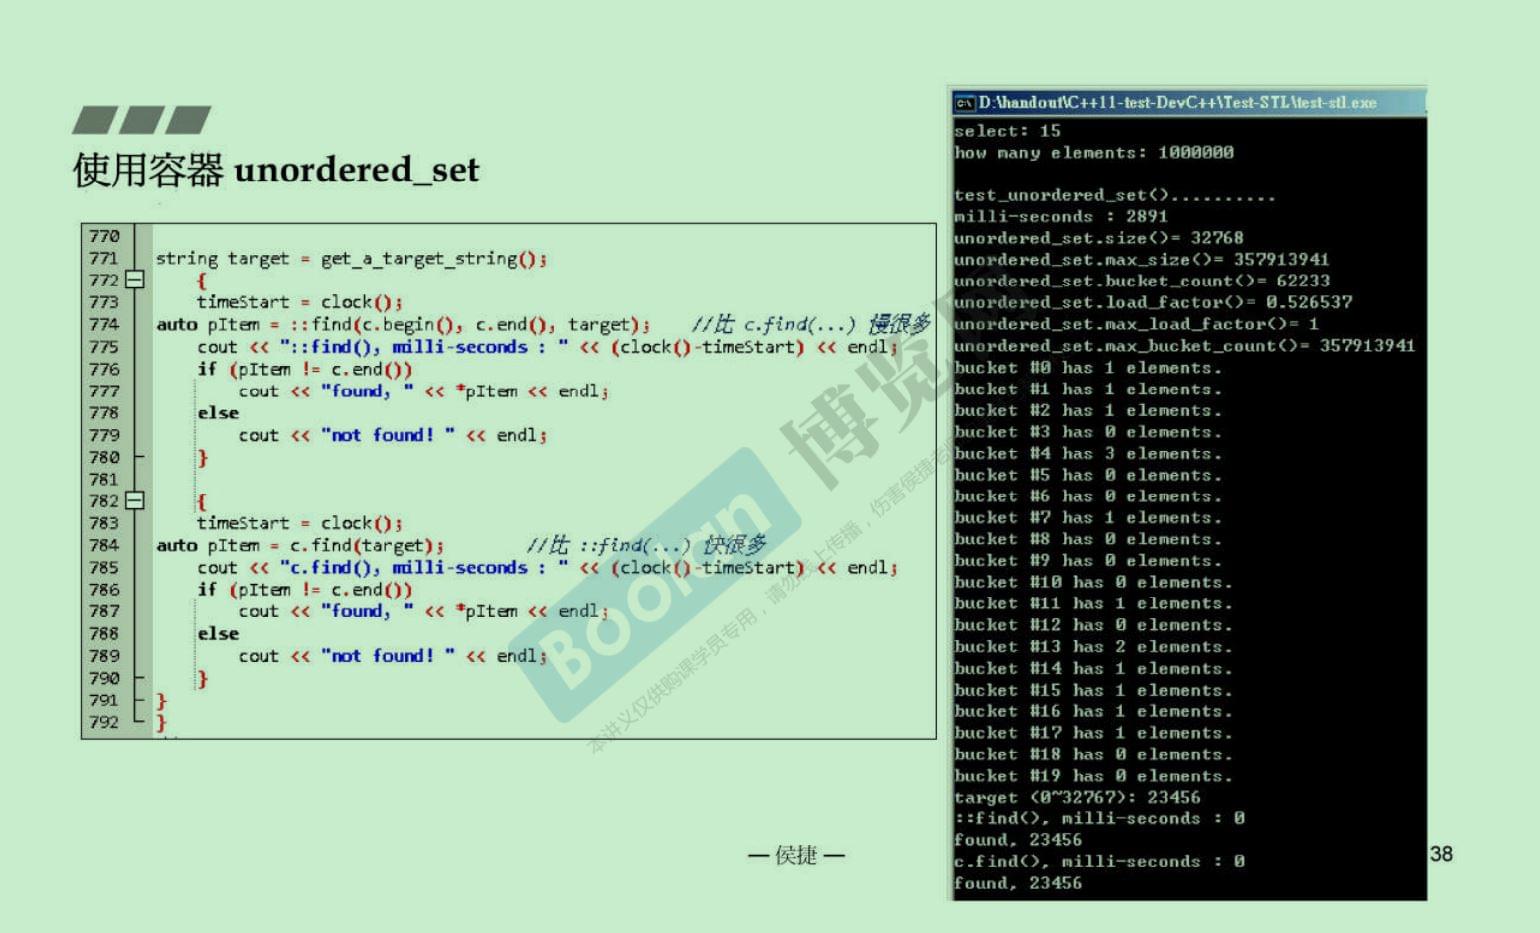 使用容器 unordered_set
770
771 string target = get_a_target_string();
772 {
773 timeStart = clock();
774 auto pItem = ::find(c.begin(), c.end(), target); //比 c.find(...) 慢很多
775 cout << "::find(), milli-seconds : " << (clock()-timeStart) << endl;
776 if (pItem != c.end())
777 cout << "found, " << *pItem << endl;
778 else
779 cout << "not found! " << endl;
780 }
781
782 {
783 timeStart = clock();
784 auto pItem = c.find(target); //比 ::find(...) 快很多
785 cout << "c.find(), milli-seconds : " << (clock()-timeStart) << endl;
786 if (pItem != c.end())
787 cout << "found, " << *pItem << endl;
788 else
789 cout << "not found! " << endl;
790 }
791 }
792 }
D:\handout\C++11-test-DevC++\Test-STL\test-stl.exe
select: 15
how many elements: 1000000
test_unordered_set()..........
milli-seconds : 2891
unordered_set.size()= 32768
unordered_set.max_size()= 357913941
unordered_set.bucket_count()= 62233
unordered_set.load_factor()= 0.526537
unordered_set.max_load_factor()= 1
unordered_set.max_bucket_count()= 357913941
bucket #0 has 1 elements.
bucket #1 has 1 elements.
bucket #2 has 1 elements.
bucket #3 has 0 elements.
bucket #4 has 3 elements.
bucket #5 has 0 elements.
bucket #6 has 0 elements.
bucket #7 has 1 elements.
bucket #8 has 0 elements.
bucket #9 has 0 elements.
bucket #10 has 0 elements.
bucket #11 has 1 elements.
bucket #12 has 0 elements.
bucket #13 has 2 elements.
bucket #14 has 1 elements.
bucket #15 has 1 elements.
bucket #16 has 1 elements.
bucket #17 has 1 elements.
bucket #18 has 0 elements.
bucket #19 has 0 elements.
target (0~32767): 23456
::find(), milli-seconds : 0
found, 23456
c.find(), milli-seconds : 0
found, 23456
Boolan 博览网
本讲义仅供购课学员专用，请勿线上传播，伤害侯捷老
— 侯捷 —
38